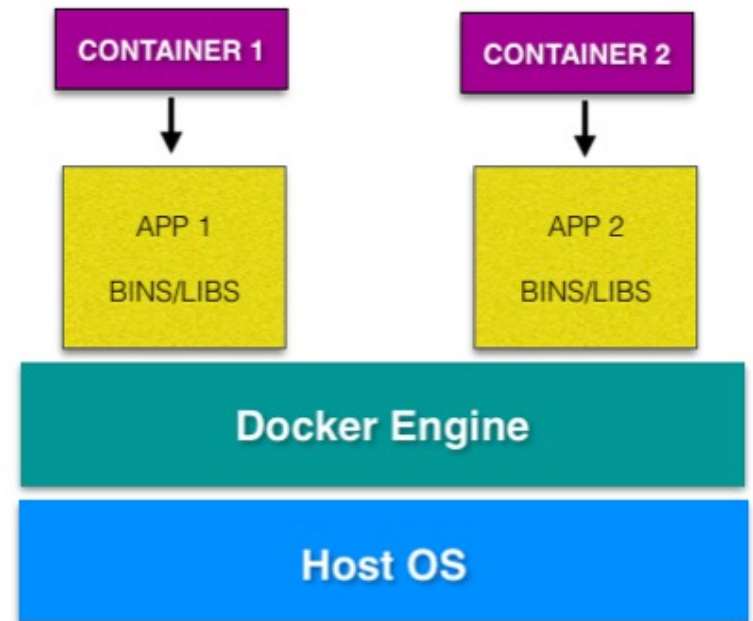 CONTAINER 1
CONTAINER 2
APP 1
BINS/LIBS
APP 2
BINS/LIBS
Docker Engine
Host OS